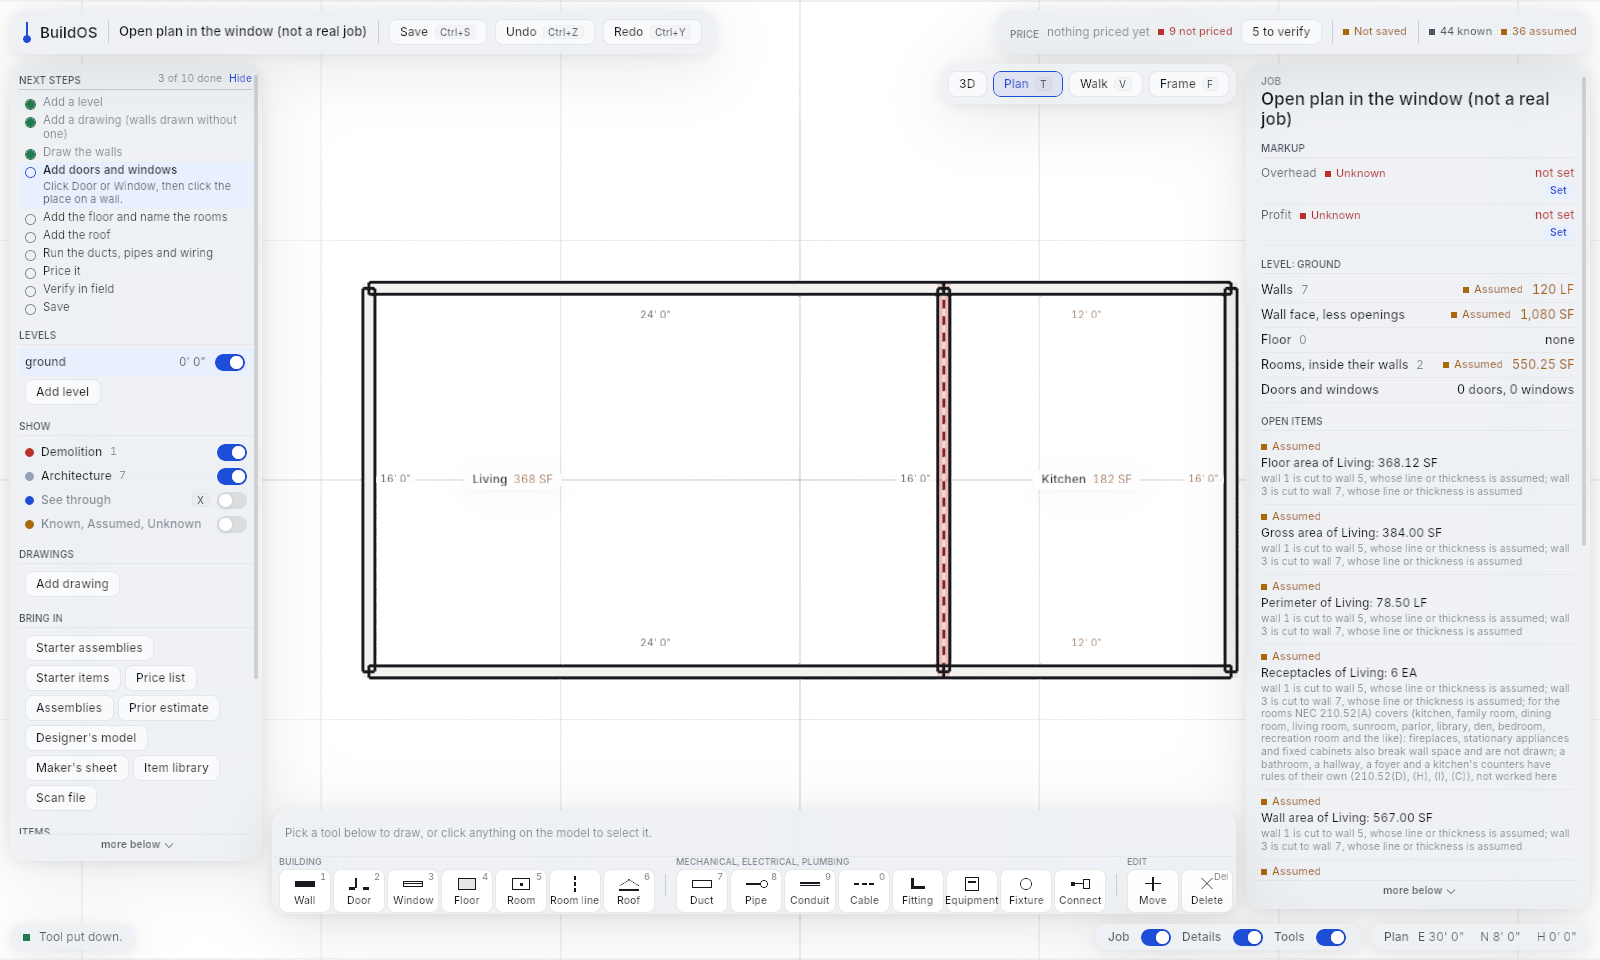 BuildOS
Open plan in the window (not a real job)
Save Ctrl+S
Undo Ctrl+Z
Redo Ctrl+Y
PRICE nothing priced yet 9 not priced
5 to verify
Not saved
44 known 36 assumed
NEXT STEPS 3 of 10 done Hide
Add a level
Add a drawing (walls drawn without
one)
Draw the walls
Add doors and windows
Click Door or Window, then click the
place on a wall.
Add the floor and name the rooms
Add the roof
Run the ducts, pipes and wiring
Price it
Verify in field
Save
LEVELS
ground 0' 0"
Add level
SHOW
Demolition 1
Architecture 7
See through X
Known, Assumed, Unknown
DRAWINGS
Add drawing
BRING IN
Starter assemblies
Starter items Price list
Assemblies Prior estimate
Designer's model
Maker's sheet Item library
Scan file
ITEMS
more below
Tool put down.
3D Plan T Walk V Frame F
24' 0" 12' 0"
16' 0" Living 368 SF 16' 0" Kitchen 182 SF 16' 0"
24' 0" 12' 0"
Pick a tool below to draw, or click anything on the model to select it.
BUILDING MECHANICAL, ELECTRICAL, PLUMBING EDIT
1 2 3 4 5 6 7 8 9 0 Del
Wall Door Window Floor Room Room line Roof Duct Pipe Conduit Cable Fitting Equipment Fixture Connect Move Delete
JOB
Open plan in the window (not a real
job)
MARKUP
Overhead Unknown not set
Set
Profit Unknown not set
Set
LEVEL: GROUND
Walls 7 Assumed 120 LF
Wall face, less openings Assumed 1,080 SF
Floor 0 none
Rooms, inside their walls 2 Assumed 550.25 SF
Doors and windows 0 doors, 0 windows
OPEN ITEMS
Assumed
Floor area of Living: 368.12 SF
wall 1 is cut to wall 5, whose line or thickness is assumed; wall
3 is cut to wall 7, whose line or thickness is assumed
Assumed
Gross area of Living: 384.00 SF
wall 1 is cut to wall 5, whose line or thickness is assumed; wall
3 is cut to wall 7, whose line or thickness is assumed
Assumed
Perimeter of Living: 78.50 LF
wall 1 is cut to wall 5, whose line or thickness is assumed; wall
3 is cut to wall 7, whose line or thickness is assumed
Assumed
Receptacles of Living: 6 EA
wall 1 is cut to wall 5, whose line or thickness is assumed; wall
3 is cut to wall 7, whose line or thickness is assumed; for the
rooms NEC 210.52(A) covers (kitchen, family room, dining
room, living room, sunroom, parlor, library, den, bedroom,
recreation room and the like): fireplaces, stationary appliances
and fixed cabinets also break wall space and are not drawn; a
bathroom, a hallway, a foyer and a kitchen's counters have
rules of their own (210.52(D), (H), (I), (C)), not worked here
Assumed
Wall area of Living: 567.00 SF
wall 1 is cut to wall 5, whose line or thickness is assumed; wall
3 is cut to wall 7, whose line or thickness is assumed
Assumed
more below
Job Details Tools
Plan E 30' 0" N 8' 0" H 0' 0"